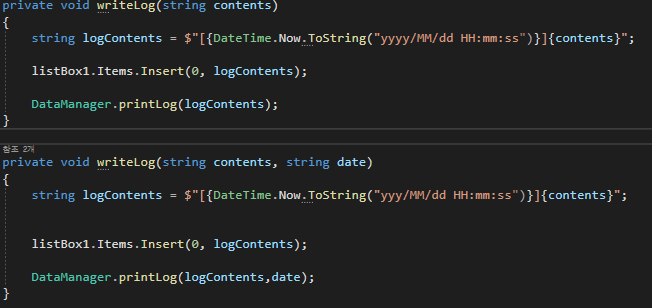 private void writeLog(string contents)
{
string logContents = $"[{DateTime.Now.ToString("yyyy/MM/dd HH:mm:ss")}]{contents}";
listBox1.Items.Insert(0, logContents);
DataManager.printLog(logContents);
}
참조 2개
private void writeLog(string contents, string date)
{
string logContents = $"[{DateTime.Now.ToString("yyy/MM/dd HH:mm:ss")}]{contents}";
listBox1.Items.Insert(0, logContents);
DataManager.printLog(logContents,date);
}